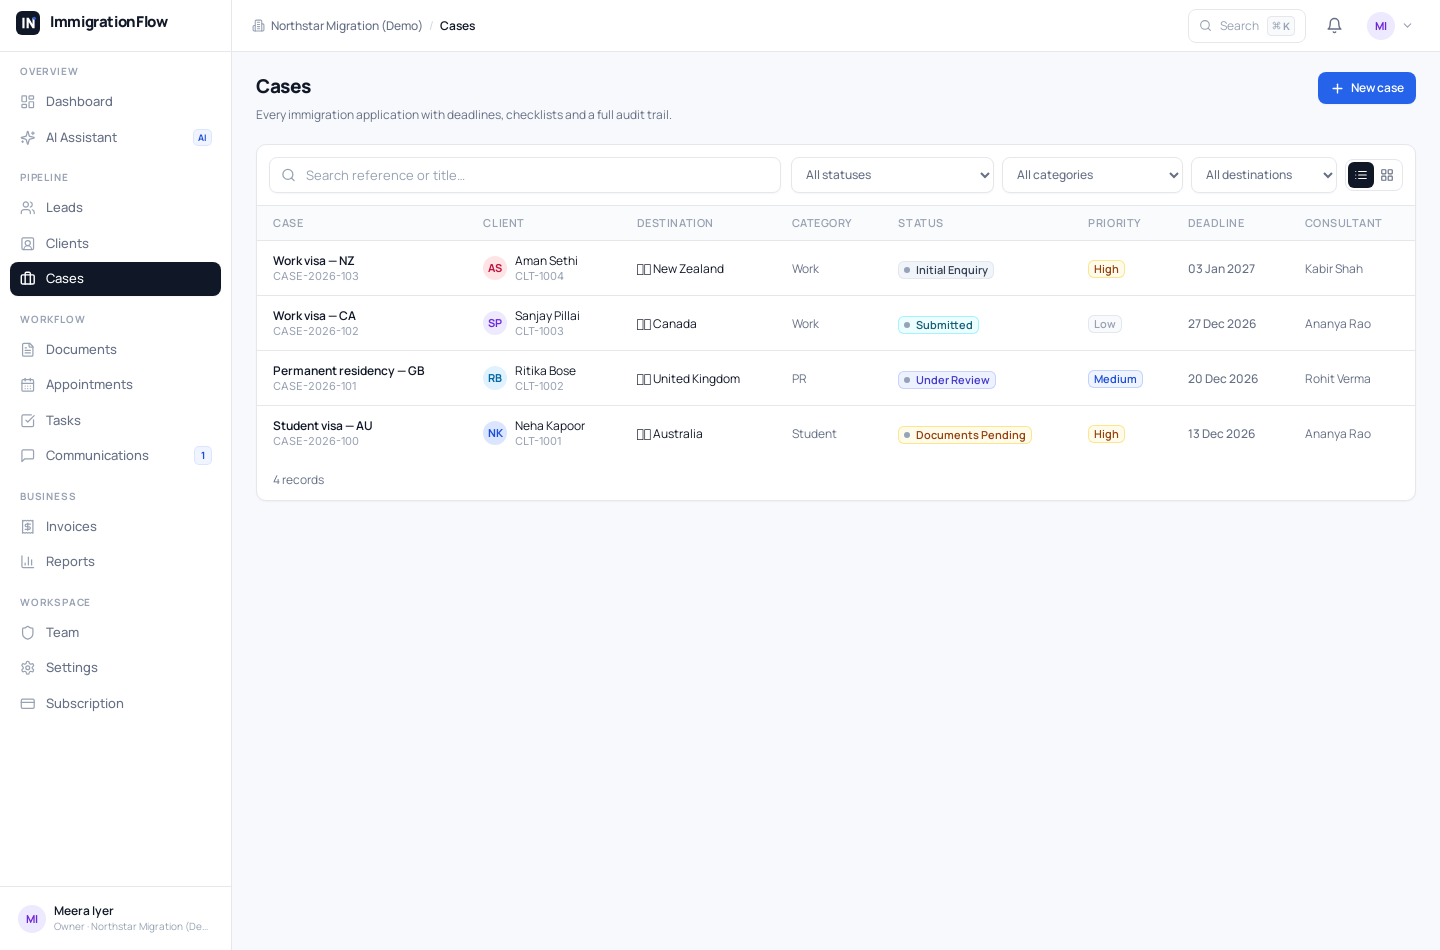 IN ImmigrationFlow
Northstar Migration (Demo) / Cases
Search ⌘ K
MI
OVERVIEW
Dashboard
AI Assistant AI
PIPELINE
Leads
Clients
Cases
WORKFLOW
Documents
Appointments
Tasks
Communications 1
BUSINESS
Invoices
Reports
WORKSPACE
Team
Settings
Subscription
MI Meera Iyer
Owner · Northstar Migration (De...
Cases
Every immigration application with deadlines, checklists and a full audit trail.
+ New case
Search reference or title...
All statuses
All categories
All destinations
CASE CLIENT DESTINATION CATEGORY STATUS PRIORITY DEADLINE CONSULTANT
Work visa — NZ
CASE-2026-103
AS Aman Sethi
CLT-1004
New Zealand Work Initial Enquiry High 03 Jan 2027 Kabir Shah
Work visa — CA
CASE-2026-102
SP Sanjay Pillai
CLT-1003
Canada Work Submitted Low 27 Dec 2026 Ananya Rao
Permanent residency — GB
CASE-2026-101
RB Ritika Bose
CLT-1002
United Kingdom PR Under Review Medium 20 Dec 2026 Rohit Verma
Student visa — AU
CASE-2026-100
NK Neha Kapoor
CLT-1001
Australia Student Documents Pending High 13 Dec 2026 Ananya Rao
4 records